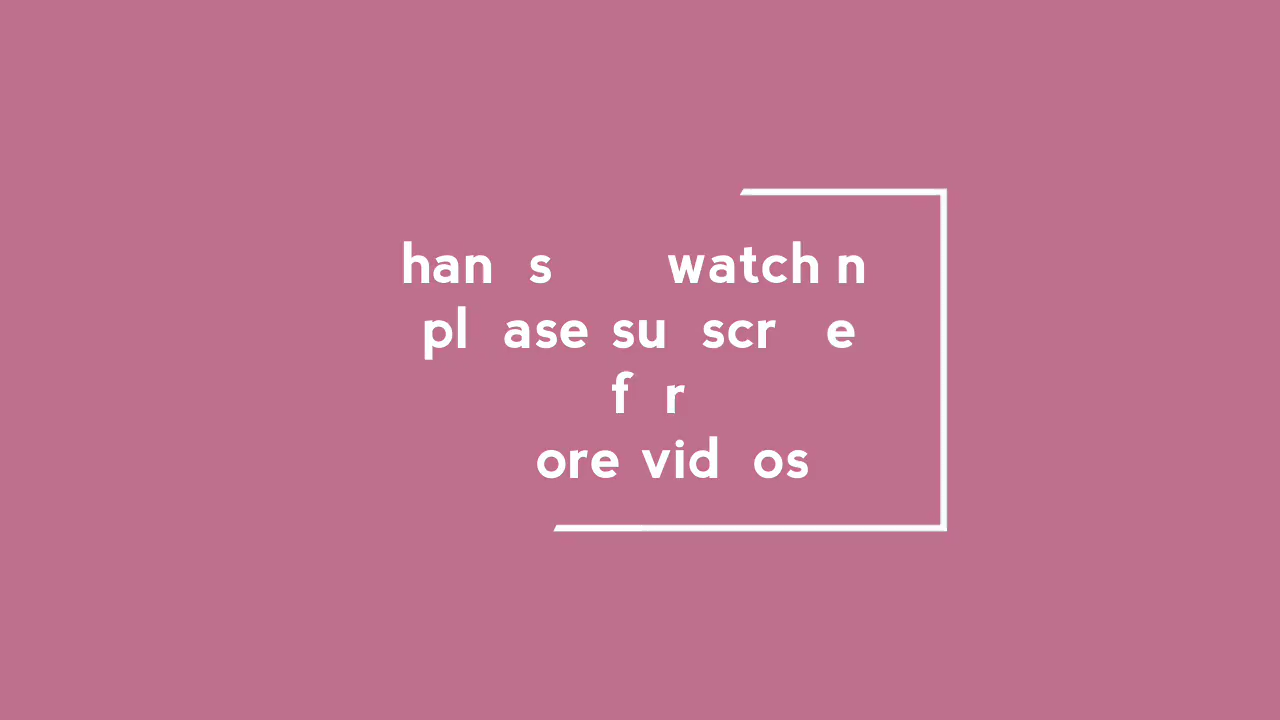 han s watch n
pl ase su scr e
f r
ore vid os